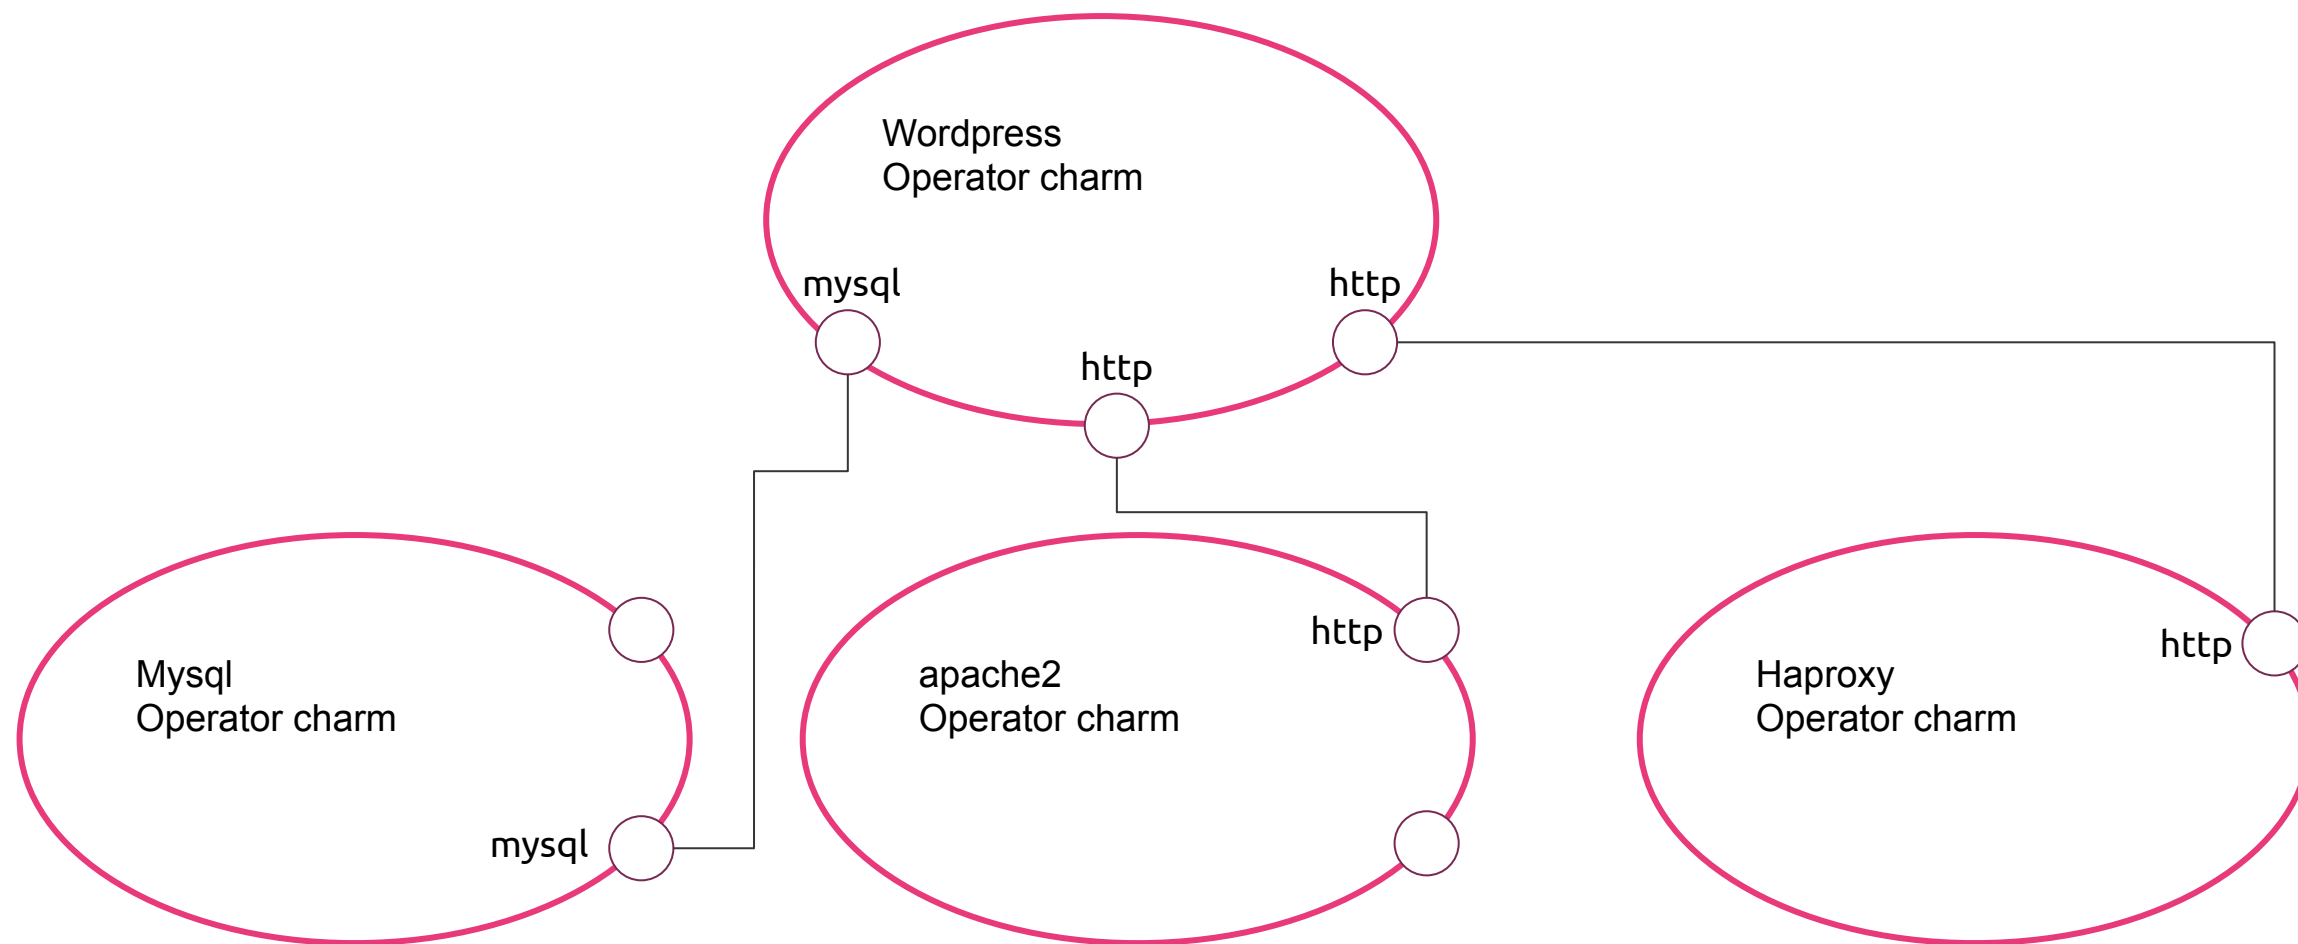 Wordpress
Operator charm
mysql
http
http
http
http
Mysql
Operator charm
apache2
Operator charm
Haproxy
Operator charm
mysql